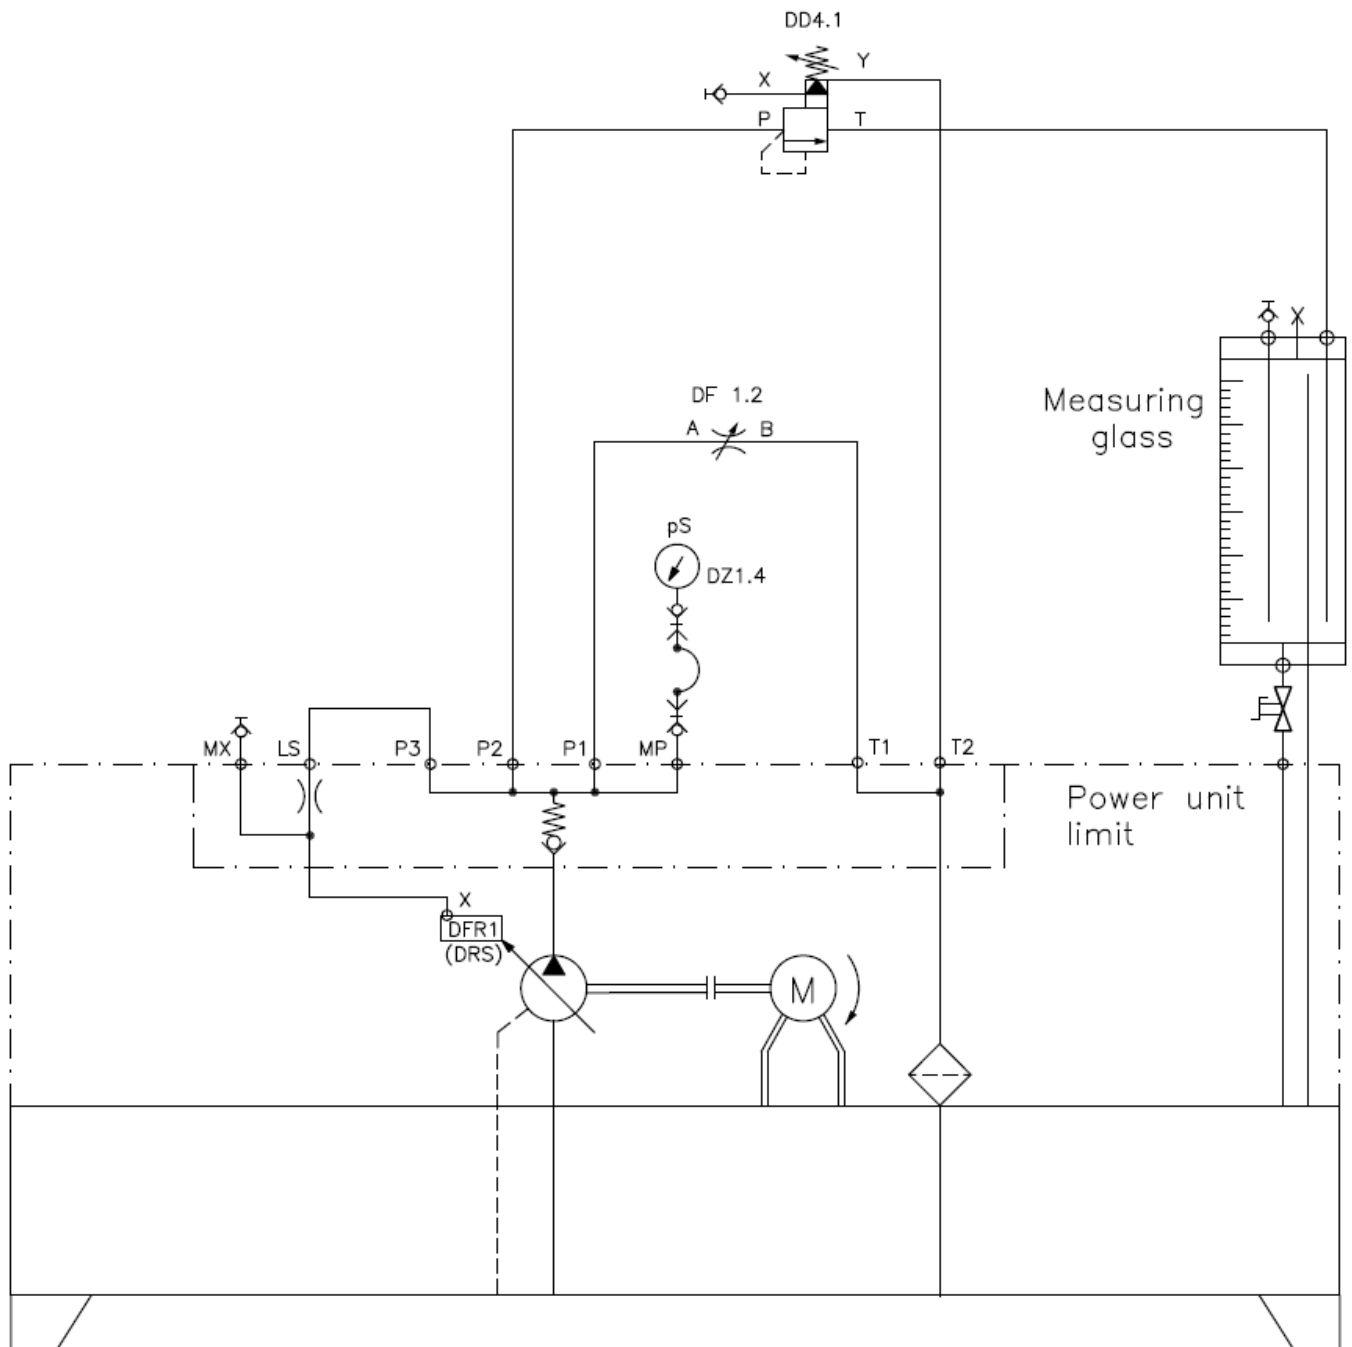 DD4.1
Y
X
P
T
Measuring
glass
DF 1.2
A
B
pS
DZ1.4
MX
LS
P3
P2
P1
MP
T1
T2
Power unit
limit
X
DFR1
(DRS)
M